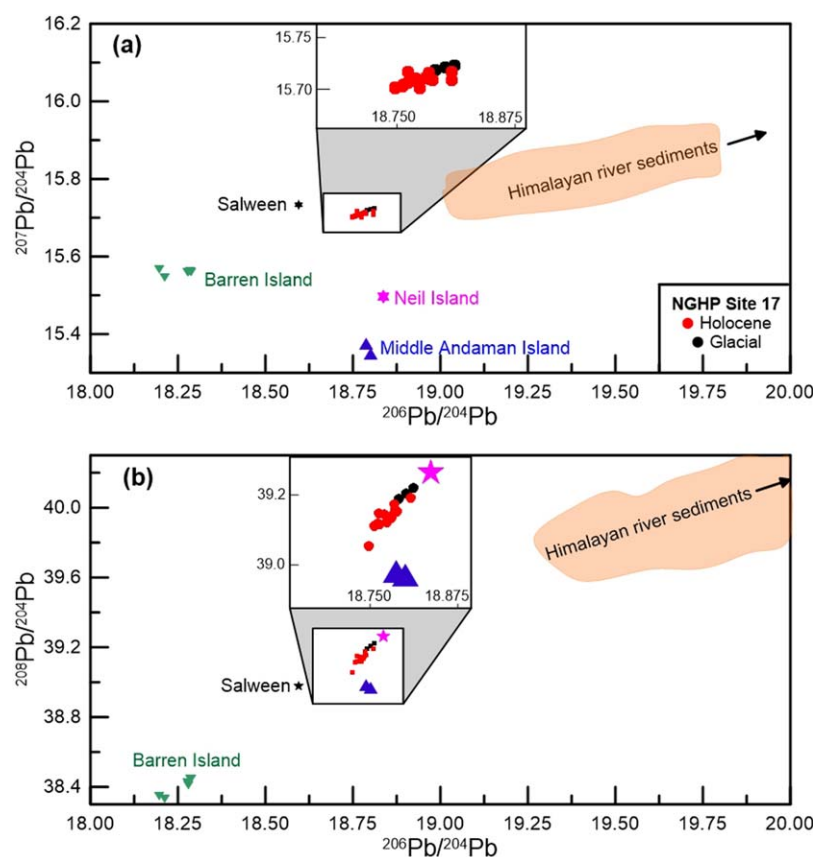 (a)
16.2
16.0
15.8
15.6
15.4
²⁰⁷Pb/²⁰⁴Pb
15.75
15.70
18.750
18.875
Himalayan river sediments
Salween
Barren Island
Neil Island
Middle Andaman Island
NGHP Site 17
Holocene
Glacial
18.00 18.25 18.50 18.75 19.00 19.25 19.50 19.75 20.00
²⁰⁶Pb/²⁰⁴Pb
(b)
40.0
39.6
39.2
38.8
38.4
²⁰⁸Pb/²⁰⁴Pb
39.2
39.0
18.750
18.875
Himalayan river sediments
Salween
Barren Island
18.00 18.25 18.50 18.75 19.00 19.25 19.50 19.75 20.00
²⁰⁶Pb/²⁰⁴Pb